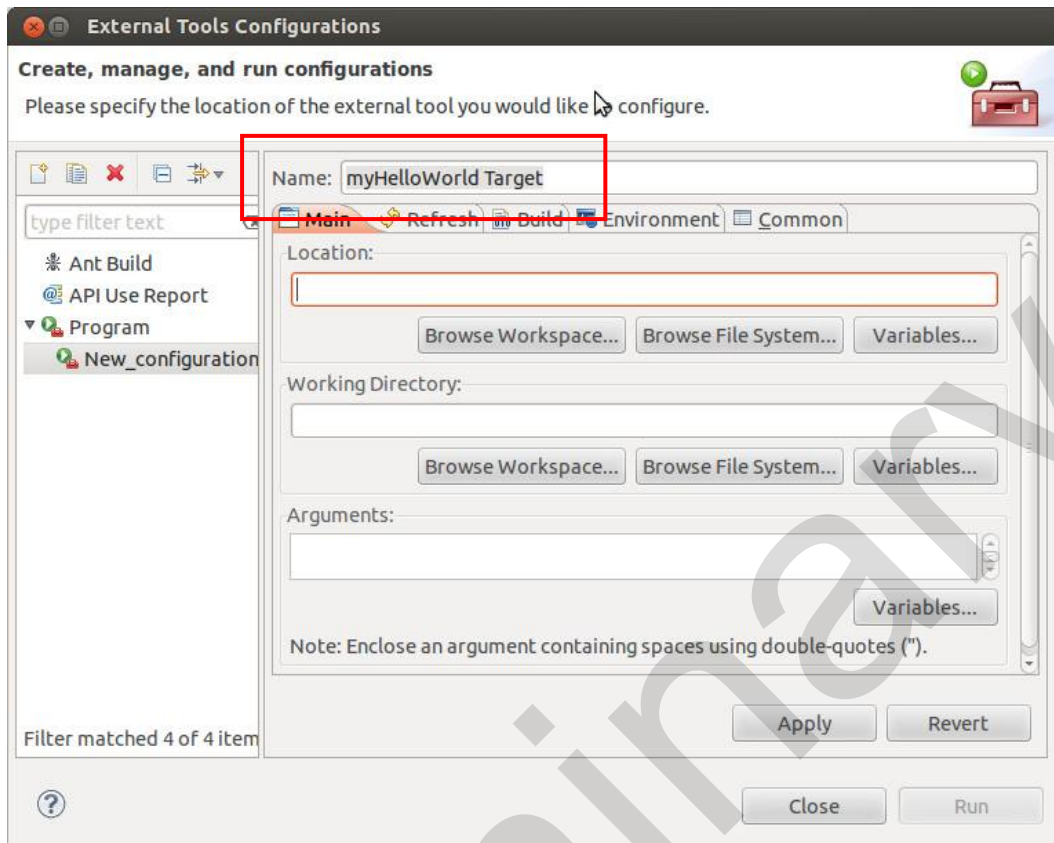 External Tools Configurations
Create, manage, and run configurations
Please specify the location of the external tool you would like to configure.
Name: myHelloWorld Target
type filter text
Main Refresh Build Environment Common
Ant Build
API Use Report
Program
New_configuration
Location:
Browse Workspace... Browse File System... Variables...
Working Directory:
Browse Workspace... Browse File System... Variables...
Arguments:
Variables...
Note: Enclose an argument containing spaces using double-quotes (").
Filter matched 4 of 4 item
Apply Revert
Close Run
inary